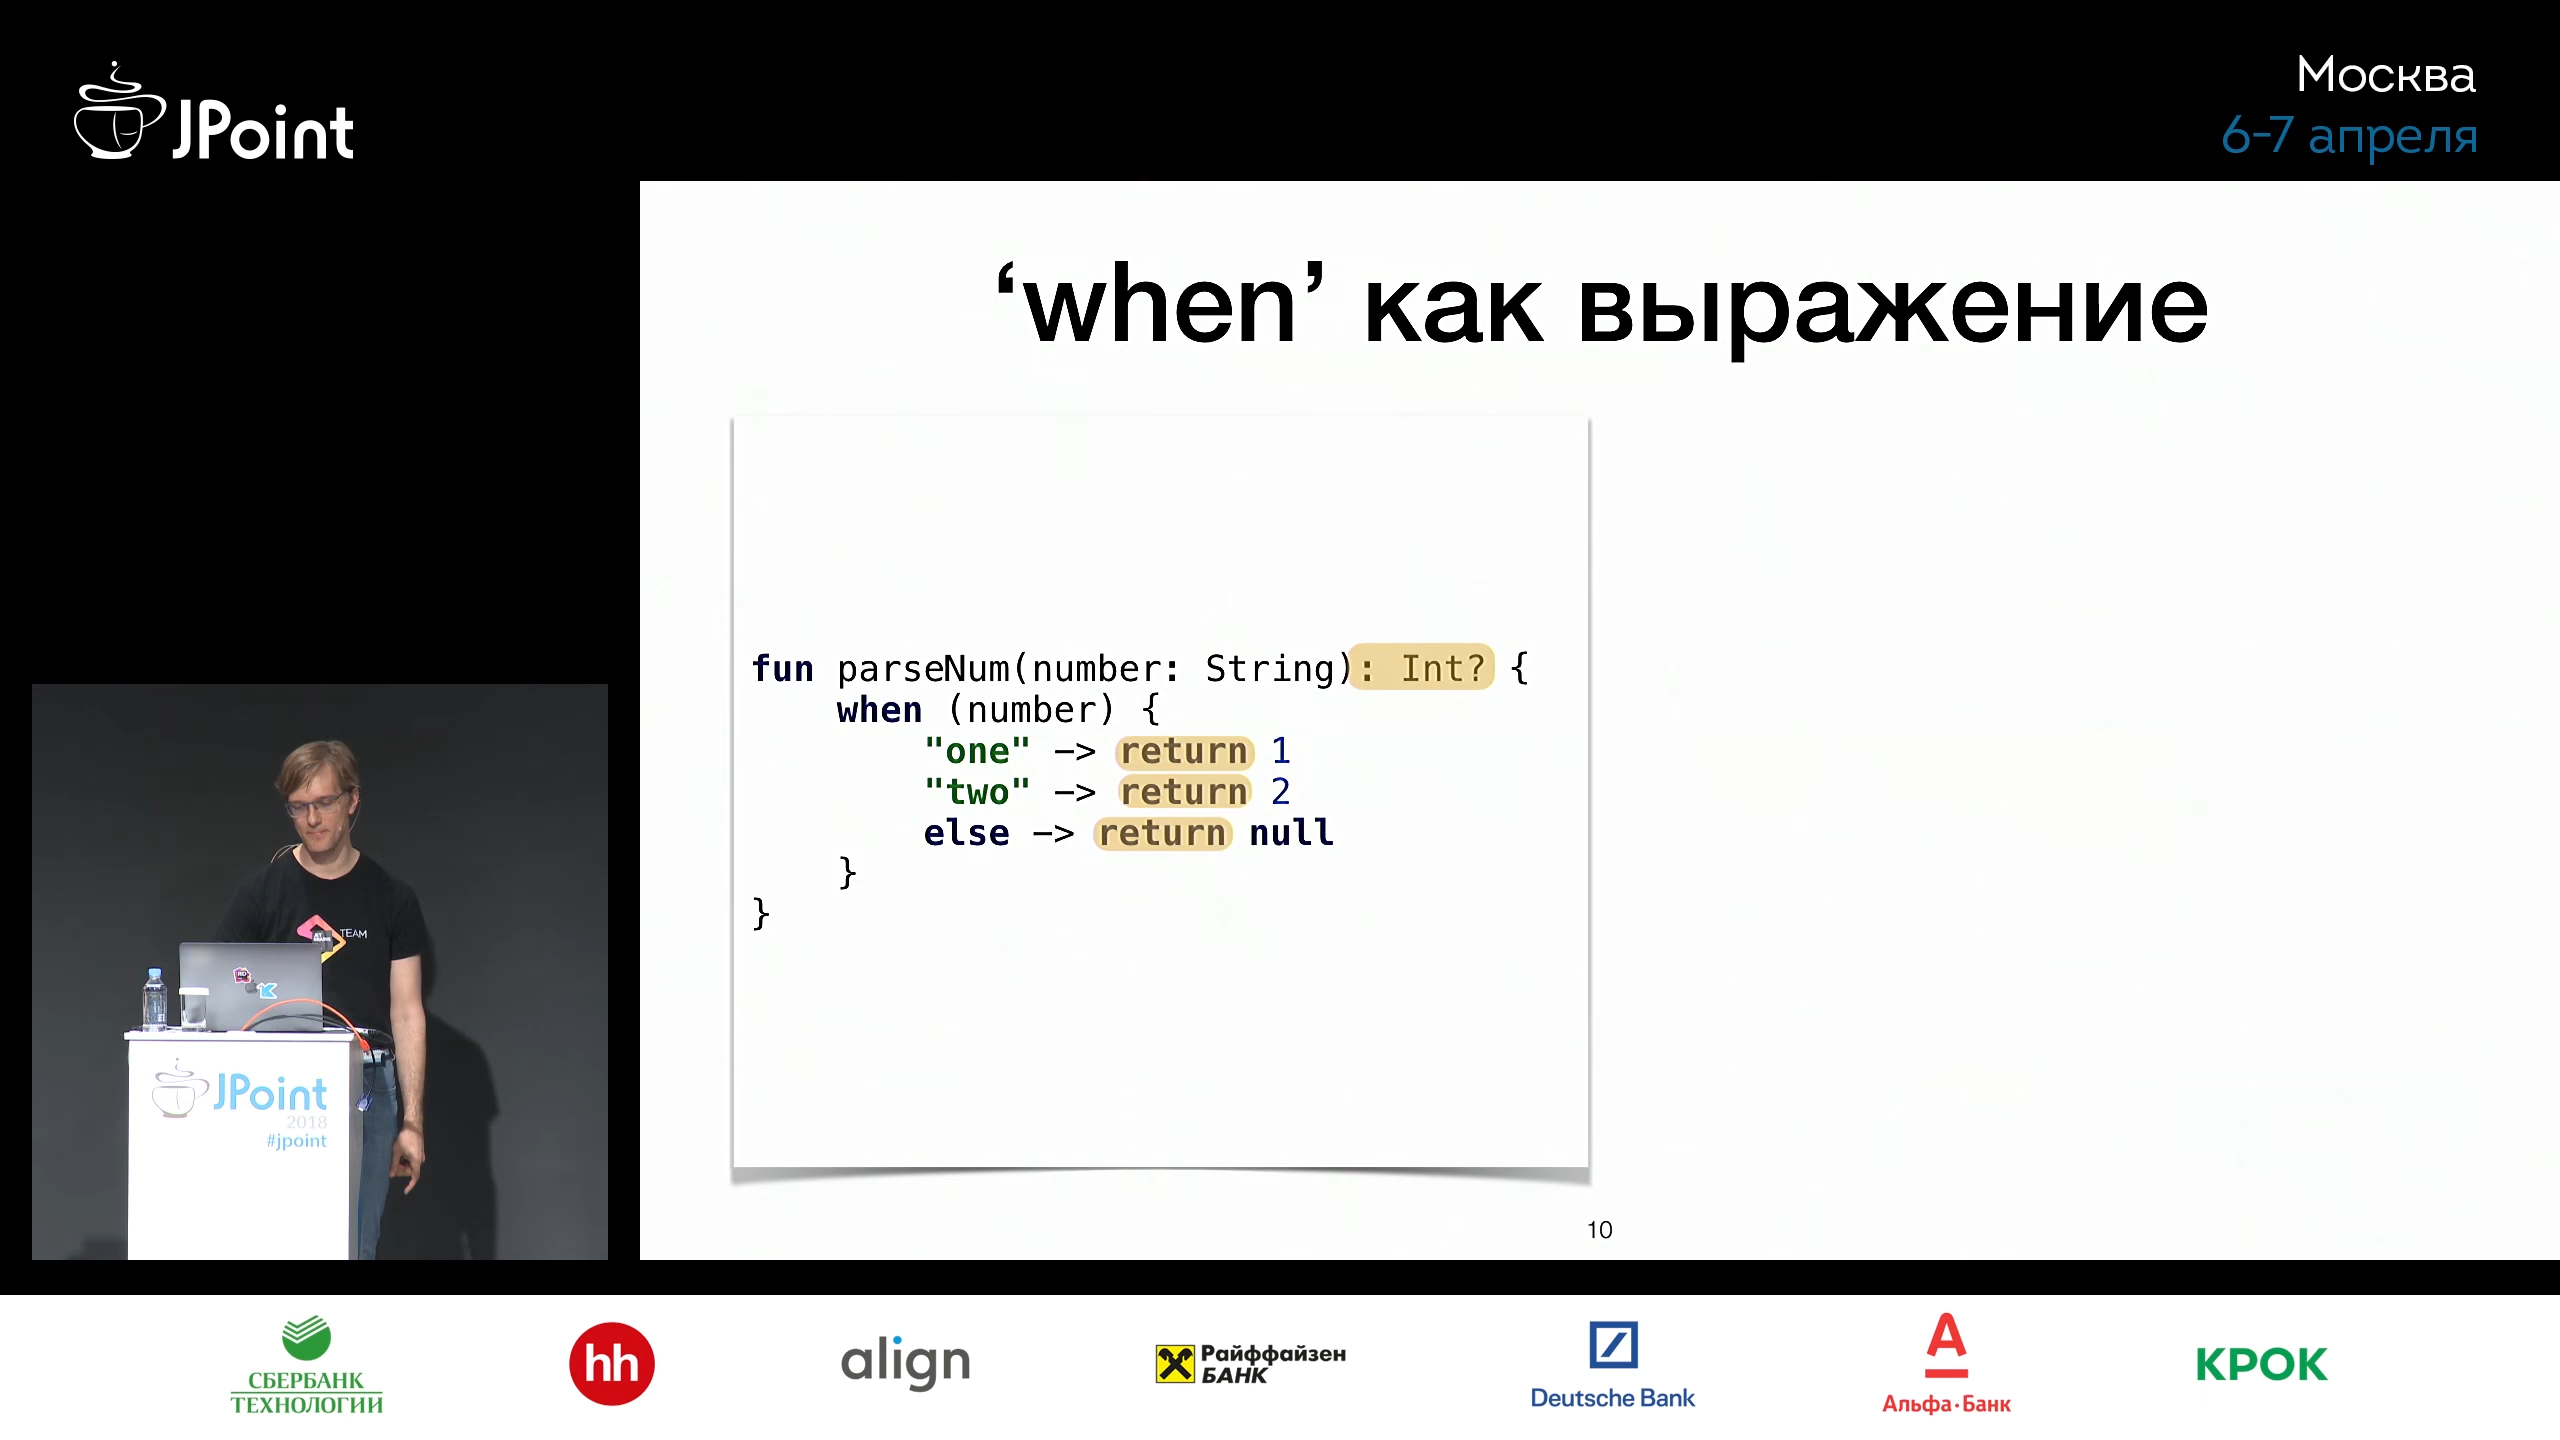 JPoint
Москва
6-7 апреля
‘when’ как выражение
fun parseNum(number: String): Int? {
    when (number) {
        "one" -> return 1
        "two" -> return 2
        else -> return null
    }
}
10
TEAM
JPoint
2018
#jpoint
СБЕРБАНК
ТЕХНОЛОГИИ
hh
align
Райффайзен
БАНК
Deutsche Bank
Альфа·Банк
КРОК